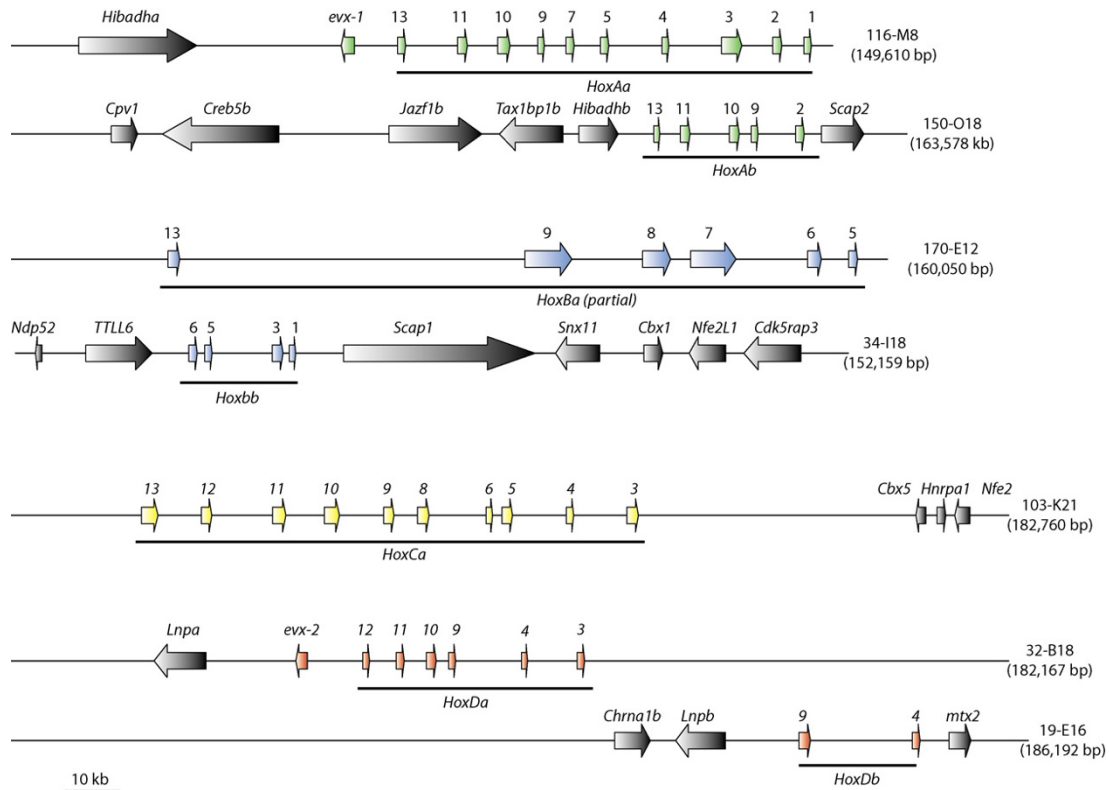 Hibadha evx-1 13 11 10 9 7 5 4 3 2 1
116-M8
(149,610 bp)
HoxAa
Cpv1 Creb5b Jazf1b Tax1bp1b Hibadhb 13 11 10 9 2 Scap2
150-O18
(163,578 kb)
HoxAb
13 9 8 7 6 5
170-E12
(160,050 bp)
HoxBa (partial)
Ndp52 TTLL6 6 5 3 1 Scap1 Snx11 Cbx1 Nfe2L1 Cdk5rap3
34-I18
(152,159 bp)
Hoxbb
13 12 11 10 9 8 6 5 4 3 Cbx5 Hnrpa1 Nfe2
103-K21
(182,760 bp)
HoxCa
Lnpa evx-2 12 11 10 9 4 3
32-B18
(182,167 bp)
HoxDa
Chrna1b Lnpb 9 4 mtx2
19-E16
(186,192 bp)
HoxDb
10 kb